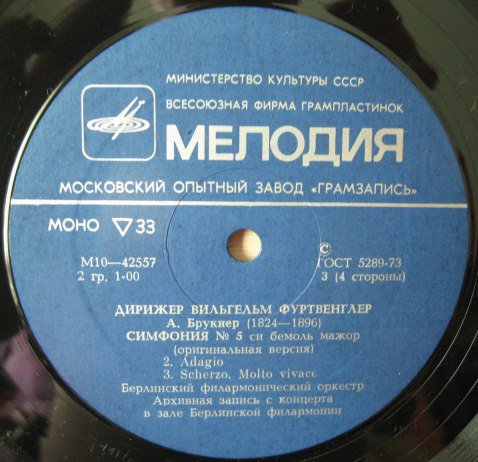 МИНИСТЕРСТВО КУЛЬТУРЫ СССР
ВСЕСОЮЗНАЯ ФИРМА ГРАМПЛАСТИНОК
МЕЛОДИЯ
МОСКОВСКИЙ ОПЫТНЫЙ ЗАВОД «ГРАМЗАПИСЬ»
МОНО ▽ 33
©
М10—42557 ГОСТ 5289-73
2 гр, 1-00 3 (4 стороны)
ДИРИЖЕР ВИЛЬГЕЛЬМ ФУРТВЕНГЛЕР
А. Брукнер (1824—1896)
СИМФОНИЯ № 5 си бемоль мажор
(оригинальная версия)
2. Adagio
3. Scherzo. Molto vivace
Берлинский филармонический оркестр
Архивная запись с концерта
в зале Берлинской филармонии